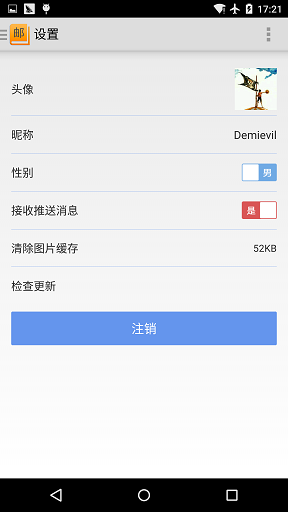 17:21
邮 设置
头像
昵称 Demievil
性别 男
接收推送消息 是
清除图片缓存 52KB
检查更新
注销